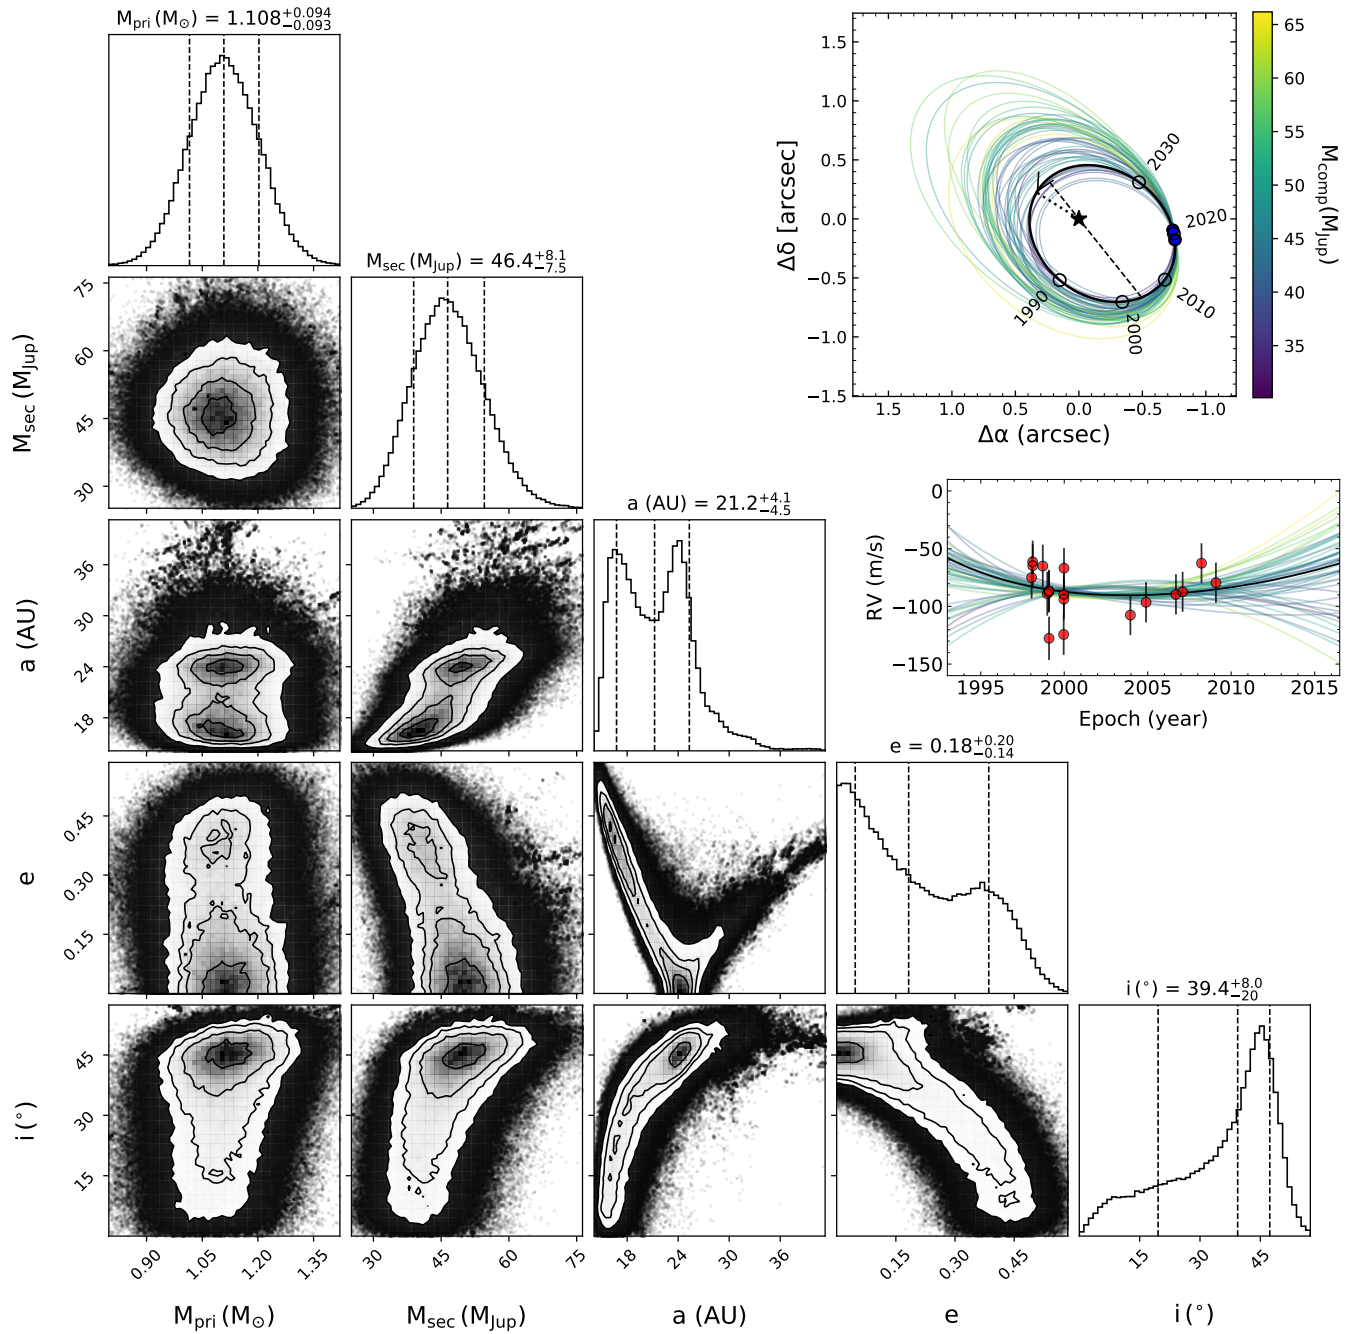 M_pri (M_⊙) = 1.108^{+0.094}_{-0.093}
1.5
1.0
0.5
0.0
−0.5
−1.0
−1.5
Δδ [arcsec]
1.5 1.0 0.5 0.0 −0.5 −1.0
Δα (arcsec)
1990
2000
2010
2020
2030
65
60
55
50
45
40
35
M_comp (M_Jup)
M_sec (M_Jup) = 46.4^{+8.1}_{-7.5}
75
60
45
30
M_sec (M_Jup)
a (AU) = 21.2^{+4.1}_{-4.5}
0
−50
−100
−150
RV (m/s)
1995 2000 2005 2010 2015
Epoch (year)
36
30
24
18
a (AU)
e = 0.18^{+0.20}_{-0.14}
0.45
0.30
0.15
e
i (°) = 39.4^{+8.0}_{-20}
45
30
15
i (°)
0.90 1.05 1.20 1.35
30 45 60 75
18 24 30 36
0.15 0.30 0.45
15 30 45
M_pri (M_⊙)
M_sec (M_Jup)
a (AU)
e
i (°)